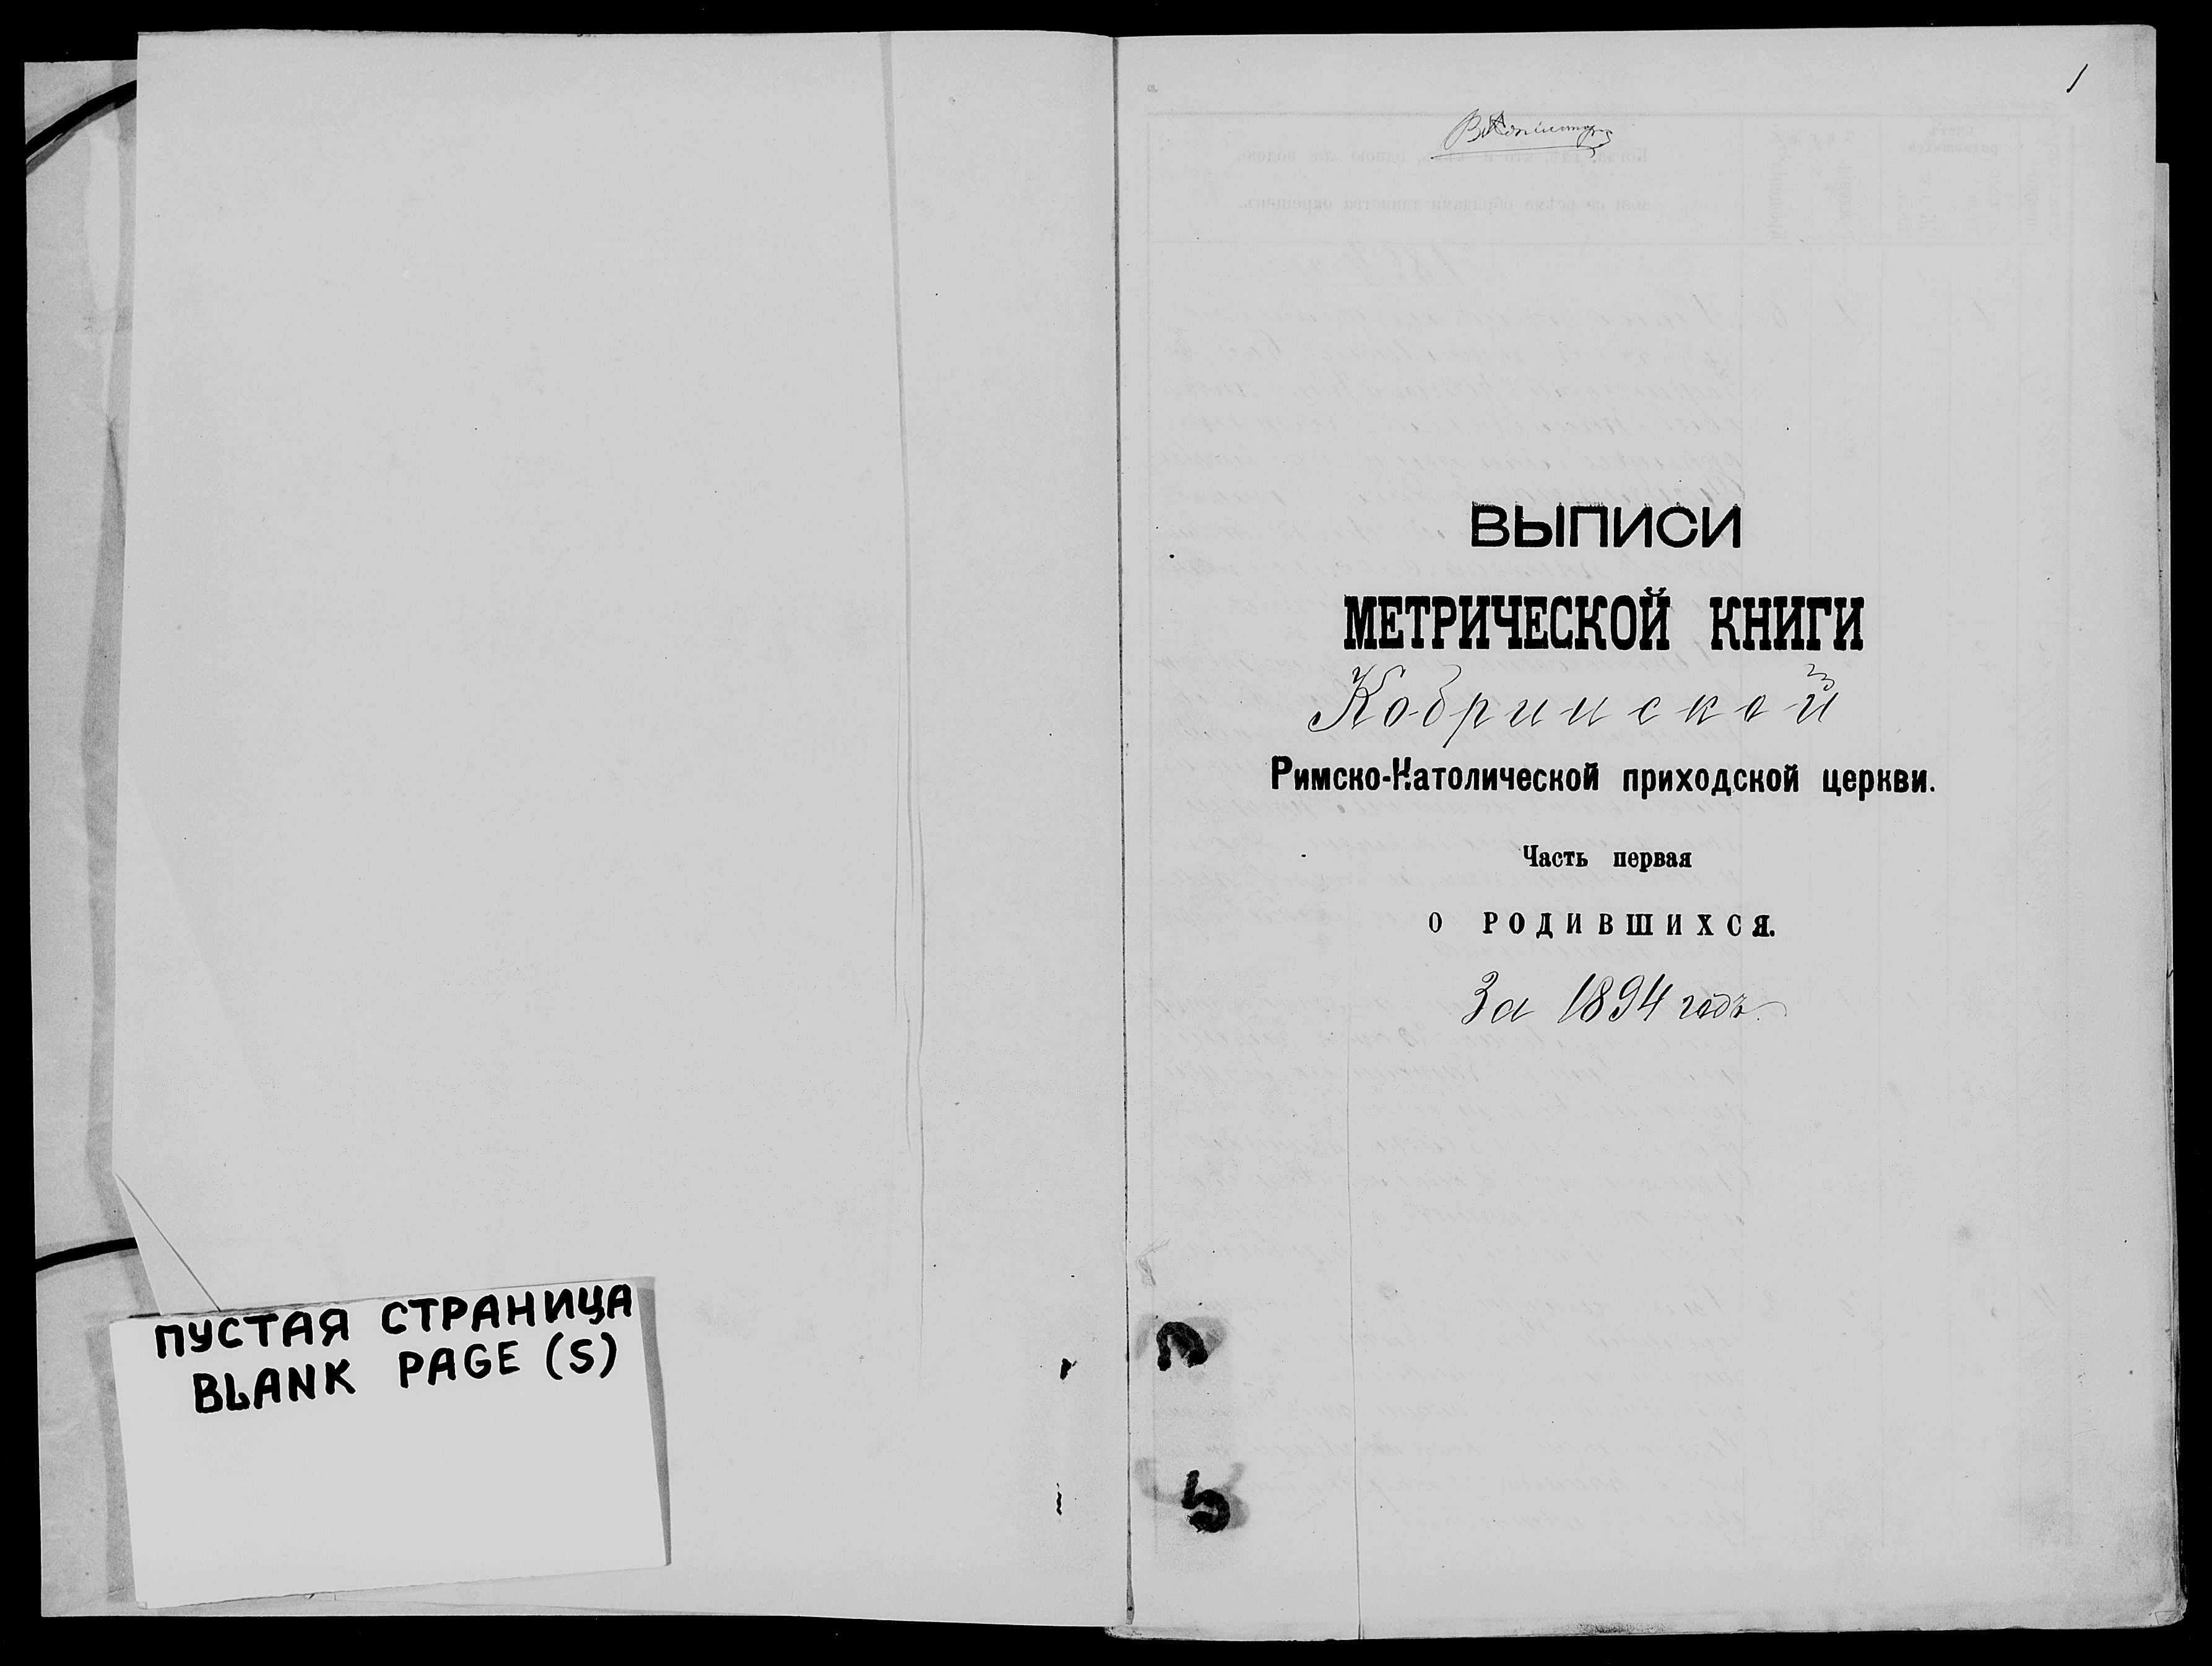 ПУСТАЯ СТРАНИЦА
BLANK PAGE (S)
1
ВЫПИСИ
МЕТРИЧЕСКОЙ КНИГИ
Кобринской
Римско-Католической приходской церкви.
Часть первая
О РОДИВШИХСЯ.
За 1894 годъ.